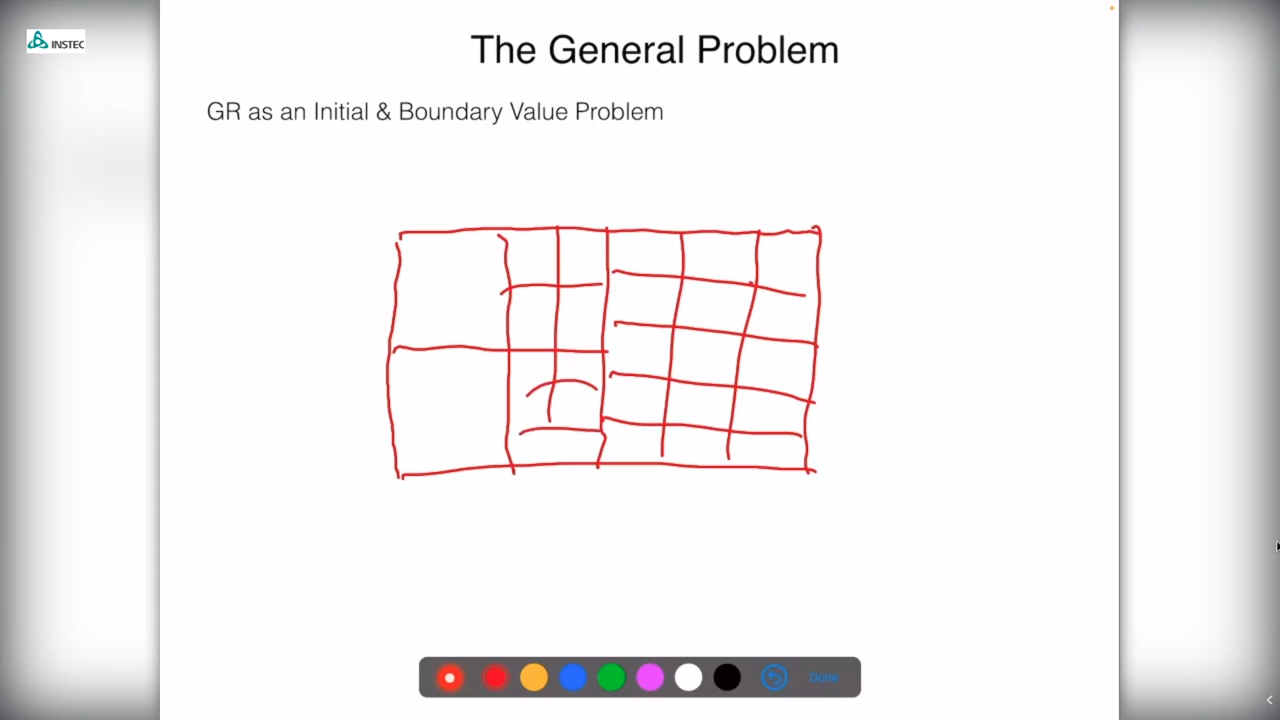 INSTEC
The General Problem
GR as an Initial & Boundary Value Problem
Done